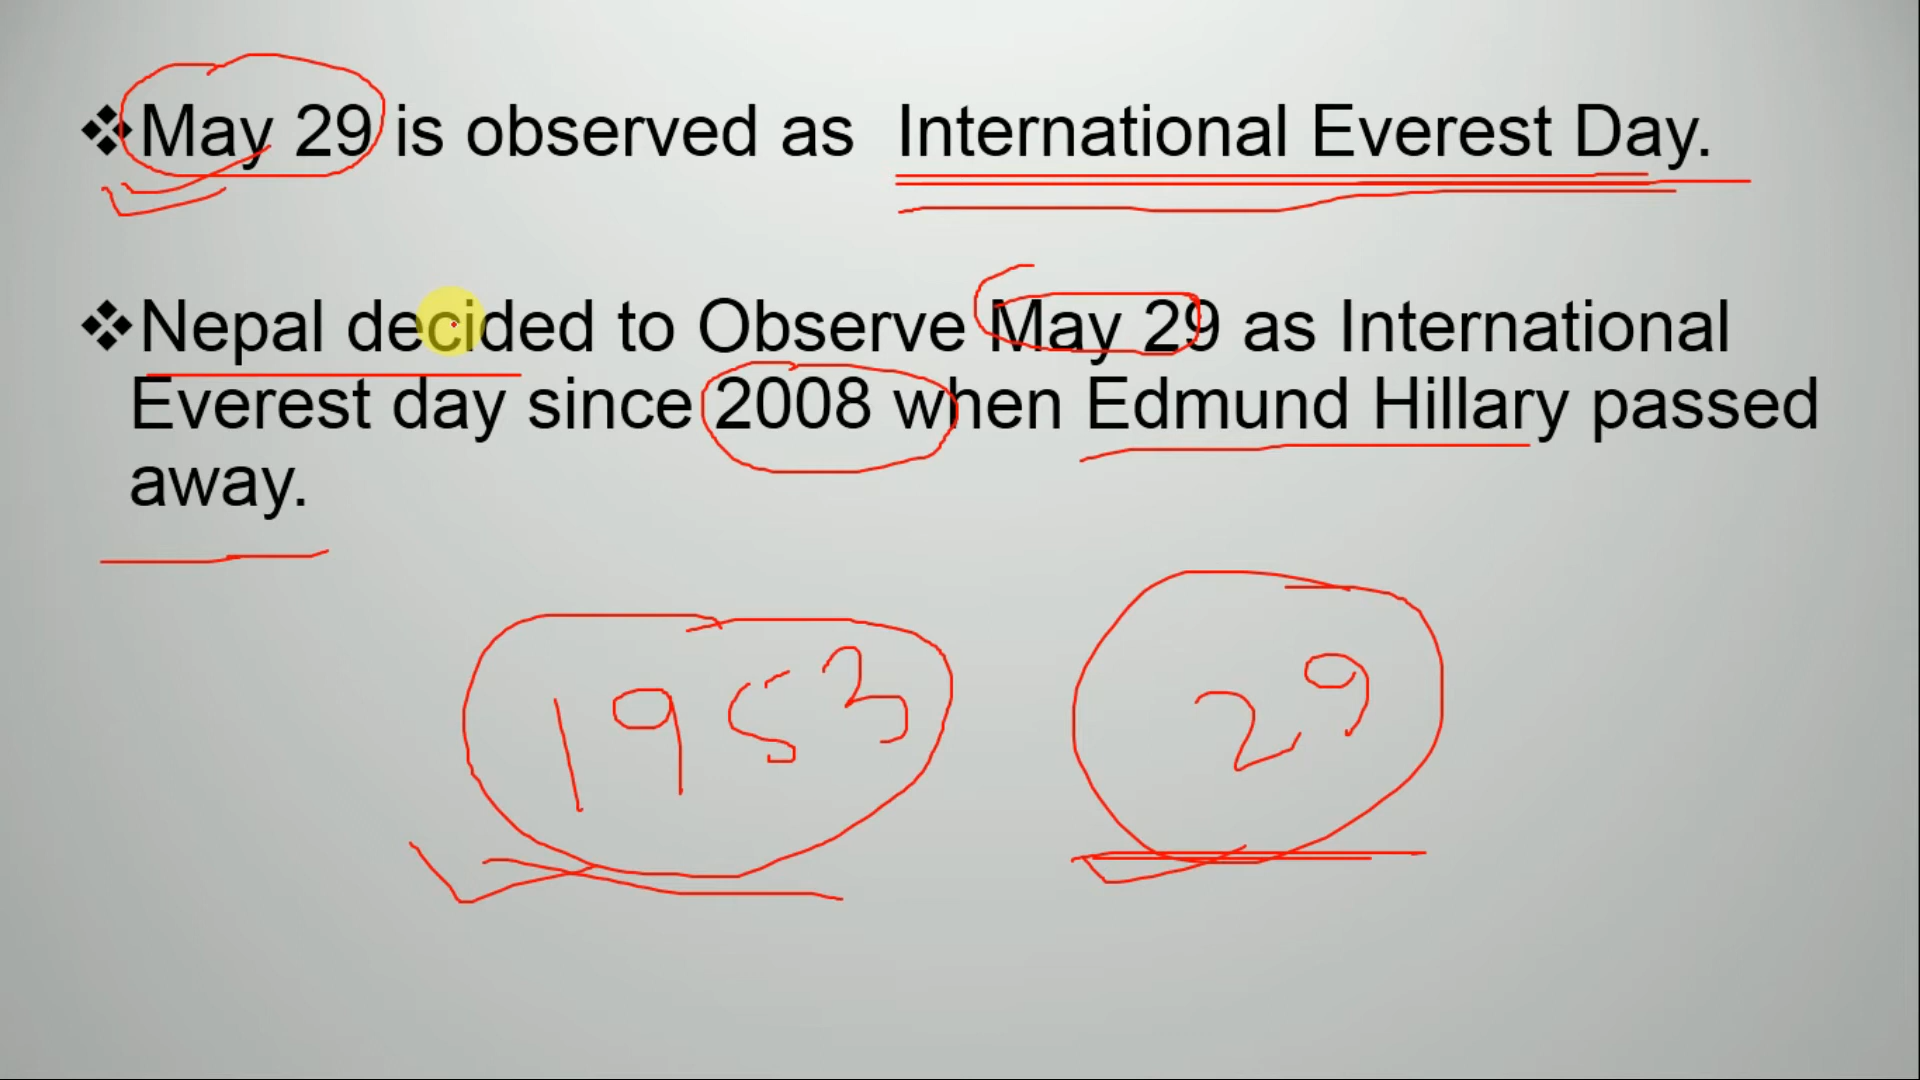 ❖May 29 is observed as International Everest Day.
❖Nepal decided to Observe May 29 as International
Everest day since 2008 when Edmund Hillary passed
away.
1953 29